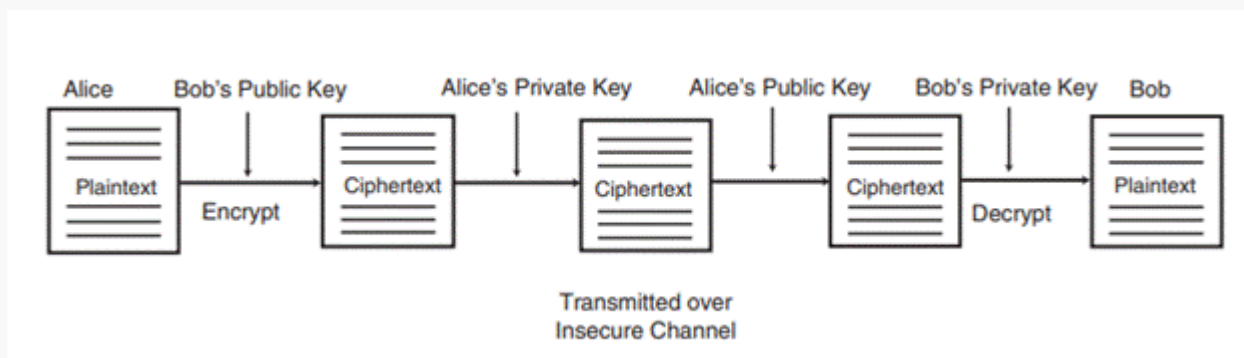 Alice Bob's Public Key Alice's Private Key Alice's Public Key Bob's Private Key Bob
Plaintext Ciphertext Ciphertext Ciphertext Plaintext
Encrypt Decrypt
Transmitted over
Insecure Channel